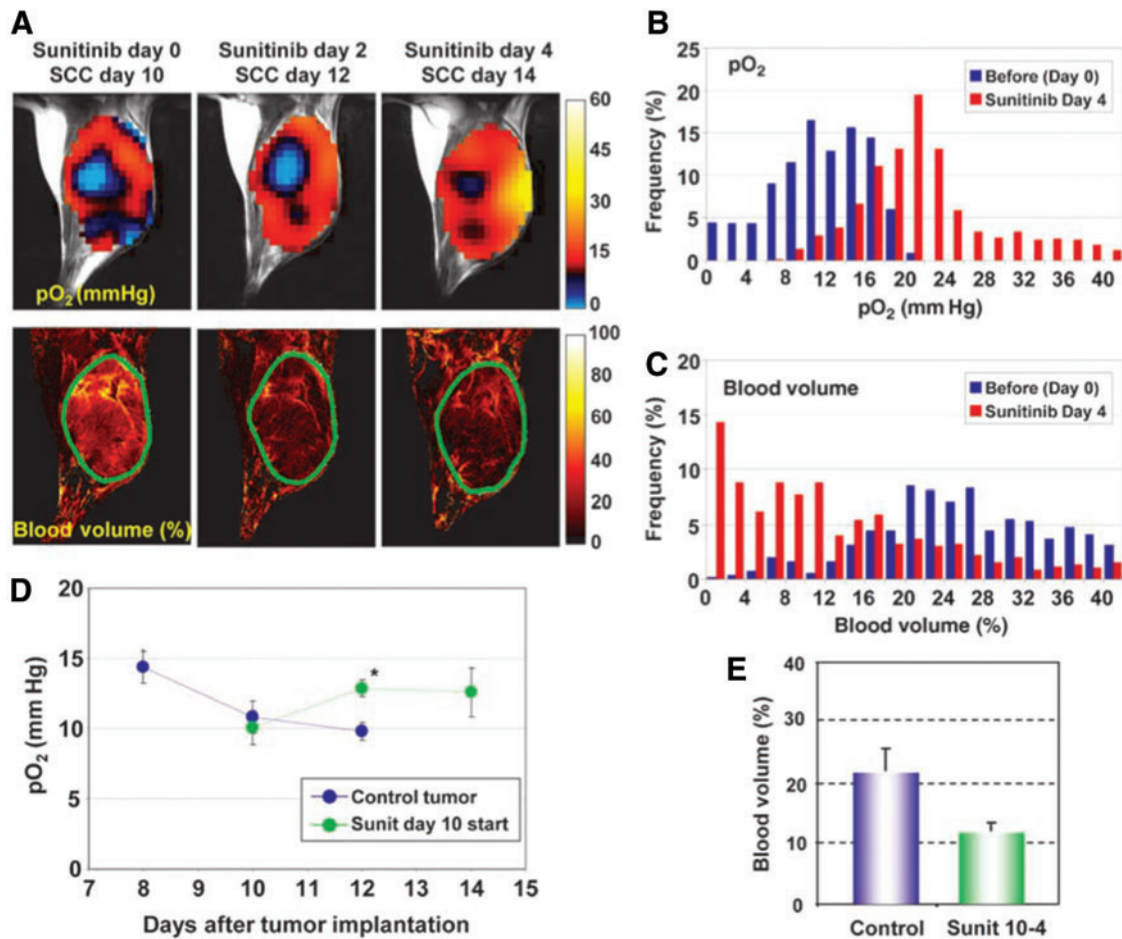 A
Sunitinib day 0
SCC day 10
Sunitinib day 2
SCC day 12
Sunitinib day 4
SCC day 14
60
45
30
15
0
pO₂ (mmHg)
100
80
60
40
20
0
Blood volume (%)
B
25
20
15
10
5
0
Frequency (%)
pO₂
Before (Day 0)
Sunitinib Day 4
0 4 8 12 16 20 24 28 32 36 40
pO₂ (mm Hg)
C
20
15
10
5
0
Frequency (%)
Blood volume
Before (Day 0)
Sunitinib Day 4
0 4 8 12 16 20 24 28 32 36 40
Blood volume (%)
D
20
15
10
5
0
pO₂ (mm Hg)
*
Control tumor
Sunit day 10 start
7 8 9 10 11 12 13 14 15
Days after tumor implantation
E
40
30
20
10
0
Blood volume (%)
Control Sunit 10-4